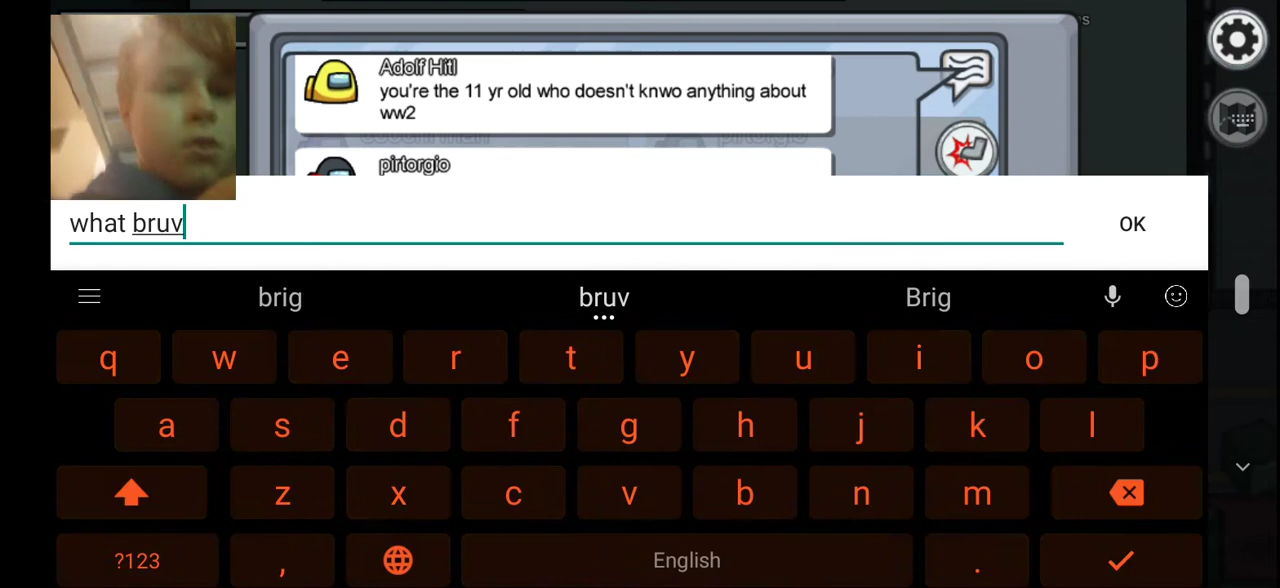 s
Adolf Hitl
you're the 11 yr old who doesn't knwo anything about
ww2
pirtorgio
pirtorgio
what bruv
OK
brig
bruv
Brig
q w e r t y u i o p
a s d f g h j k l
z x c v b n m
?123 , English .